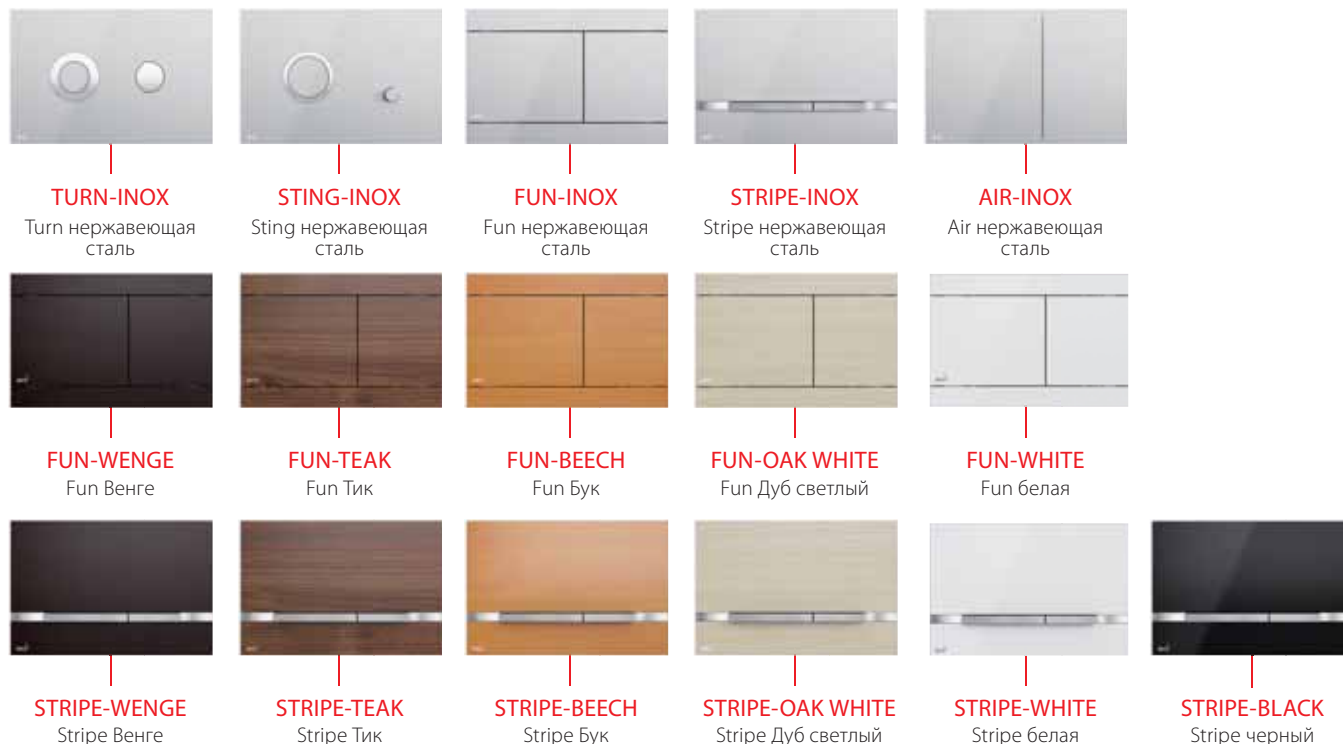 TURN-INOX
Turn нержавеющая
сталь
STING-INOX
Sting нержавеющая
сталь
FUN-INOX
Fun нержавеющая
сталь
STRIPE-INOX
Stripe нержавеющая
сталь
AIR-INOX
Air нержавеющая
сталь
FUN-WENGE
Fun Венге
FUN-TEAK
Fun Тик
FUN-BEECH
Fun Бук
FUN-OAK WHITE
Fun Дуб светлый
FUN-WHITE
Fun белая
STRIPE-WENGE
Stripe Венге
STRIPE-TEAK
Stripe Тик
STRIPE-BEECH
Stripe Бук
STRIPE-OAK WHITE
Stripe Дуб светлый
STRIPE-WHITE
Stripe белая
STRIPE-BLACK
Stripe черный